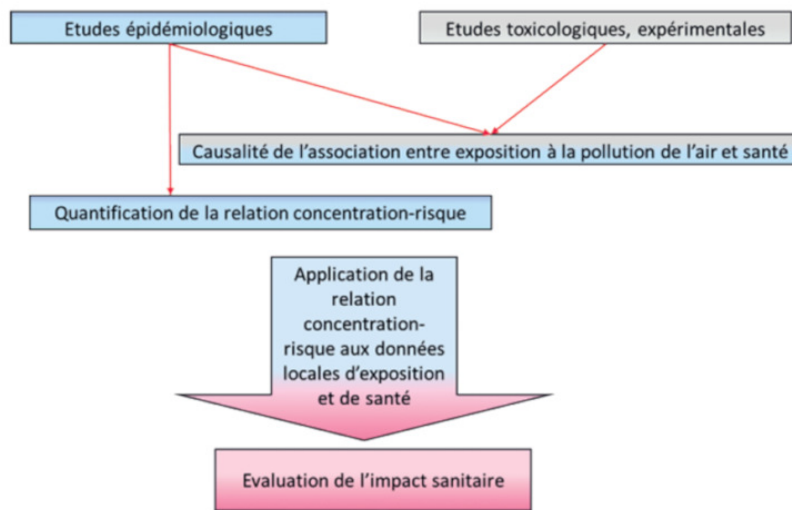 Etudes épidémiologiques
Etudes toxicologiques, expérimentales
Causalité de l'association entre exposition à la pollution de l'air et santé
Quantification de la relation concentration-risque
Application de la
relation
concentration-
risque aux données
locales d'exposition
et de santé
Evaluation de l'impact sanitaire